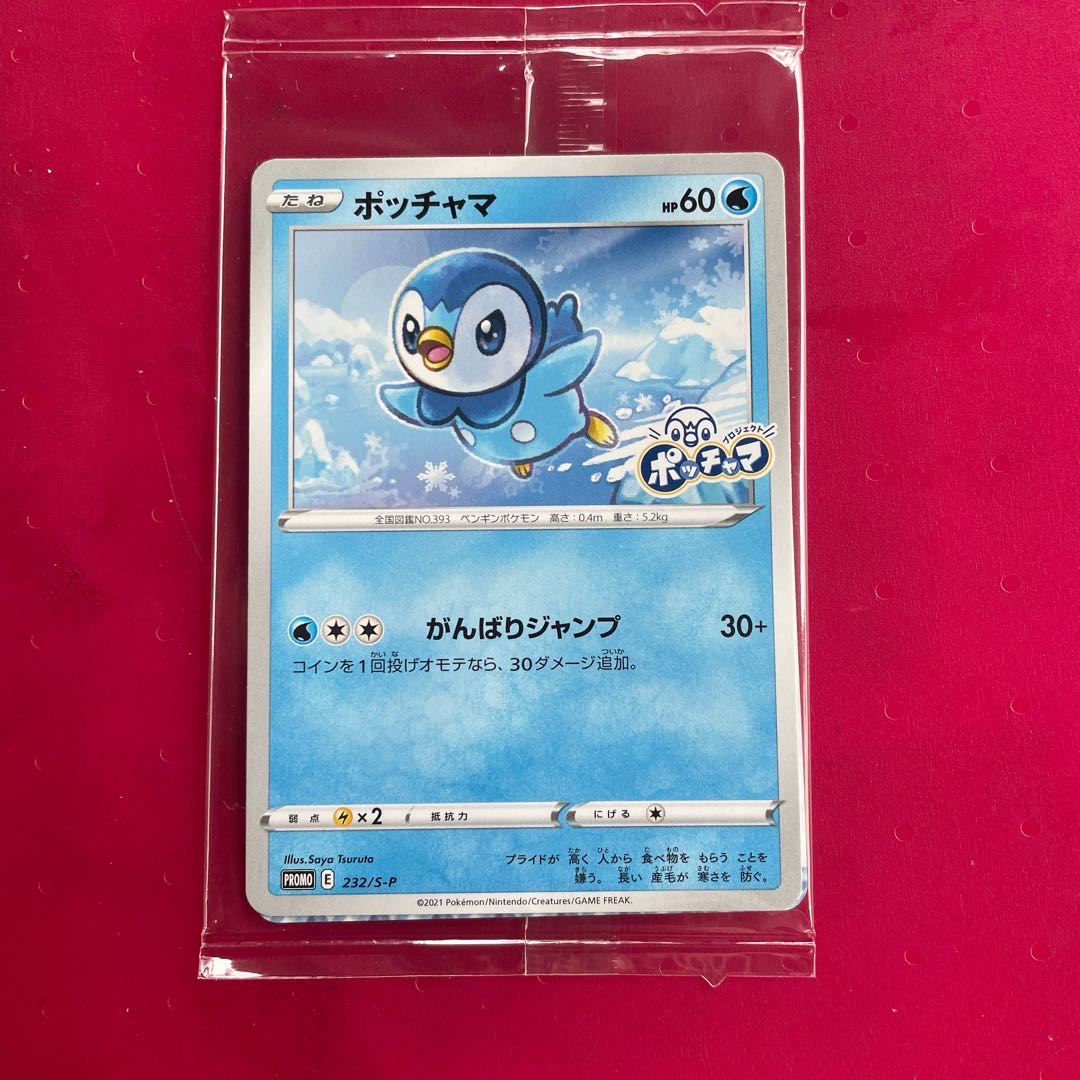 たね ポッチャマ HP60
プロジェクト
ポッチャマ
全国図鑑NO.393 ペンギンポケモン 高さ：0.4m 重さ：5.2kg
がんばりジャンプ 30+
コインを1回投げオモテなら、30ダメージ追加。
弱点 ×2 抵抗力 にげる
Illus.Saya Tsuruta
プライドが 高く 人から 食べ物を もらう ことを
嫌う。長い 産毛が 寒さを 防ぐ。
PROMO E 232/S-P
©2021 Pokémon/Nintendo/Creatures/GAME FREAK.